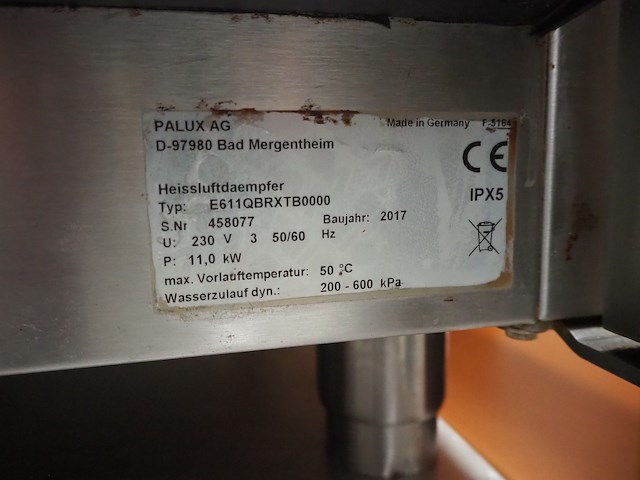 PALUX AG
Made in Germany F-5164
D-97980 Bad Mergentheim
CE
Heissluftdaempfer
Typ: E611QBRXTB0000
IPX5
S.Nr 458077 Baujahr: 2017
U: 230 V 3 50/60 Hz
P: 11,0 kW
max. Vorlauftemperatur: 50 °C
Wasserzulauf dyn.: 200 - 600 kPa